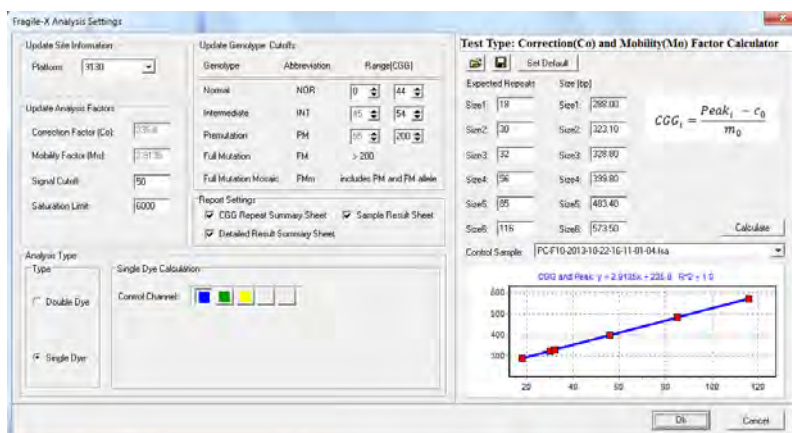 Fragile-X Analysis Settings
Update Site Information
Platform 3130
Update Analysis Factors
Correction Factor (Co):
Mobility Factor (Mo):
Signal Cutoff: 50
Saturation Limit: 6000
Update Genotype Cutoffs
Genotype Abbreviation Range(CGG)
Normal NOR 0 44
Intermediate INT 45 54
Premutation PM 55 200
Full Mutation FM > 200
Full Mutation Mosaic FMm includes PM and FM allele
Report Settings
CGG Repeat Summary Sheet Sample Result Sheet
Detailed Result Summary Sheet
Analysis Type
Type
Double Dye
Single Dye
Single Dye Calculation
Control Channel:
Test Type: Correction(Co) and Mobility(Mo) Factor Calculator
Set Default
Expected Repeats Size (bp)
Size1: 18 Size1: 288.00
Size2: 30 Size2: 323.10
Size3: 32 Size3: 328.80
Size4: 56 Size4: 399.80
Size5: 85 Size5: 483.40
Size6: 116 Size6: 573.50
CGGᵢ = (Peakᵢ − c₀) / m₀
Calculate
Control Sample: PC-F10-2013-10-22-16-11-01-04.fsa
CGG and Peak: y = 2.9135x + 235.8 R^2 = 1.0
600
500
400
300
20 40 60 80 100 120
Ok Cancel